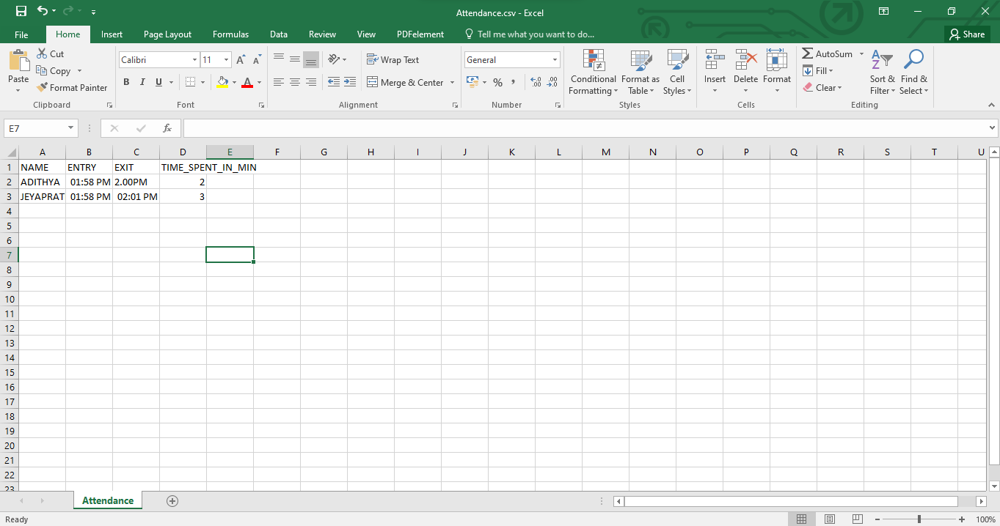 Attendance.csv - Excel
File Home Insert Page Layout Formulas Data Review View PDFelement Tell me what you want to do... Share
Paste
Cut
Copy
Format Painter
Clipboard
Calibri 11
B I U
Font
Wrap Text
Merge & Center
Alignment
General
% ,
Number
Conditional Formatting
Format as Table
Cell Styles
Styles
Insert Delete Format
Cells
AutoSum
Fill
Clear
Sort & Filter
Find & Select
Editing
E7 fx
A B C D E F G H I J K L M N O P Q R S T U
1 NAME ENTRY EXIT TIME_SPENT_IN_MIN
2 ADITHYA 01:58 PM 2.00PM 2
3 JEYAPRAT 01:58 PM 02:01 PM 3
4
5
6
7
8
9
10
11
12
13
14
15
16
17
18
19
20
21
22
23
Attendance
Ready 100%